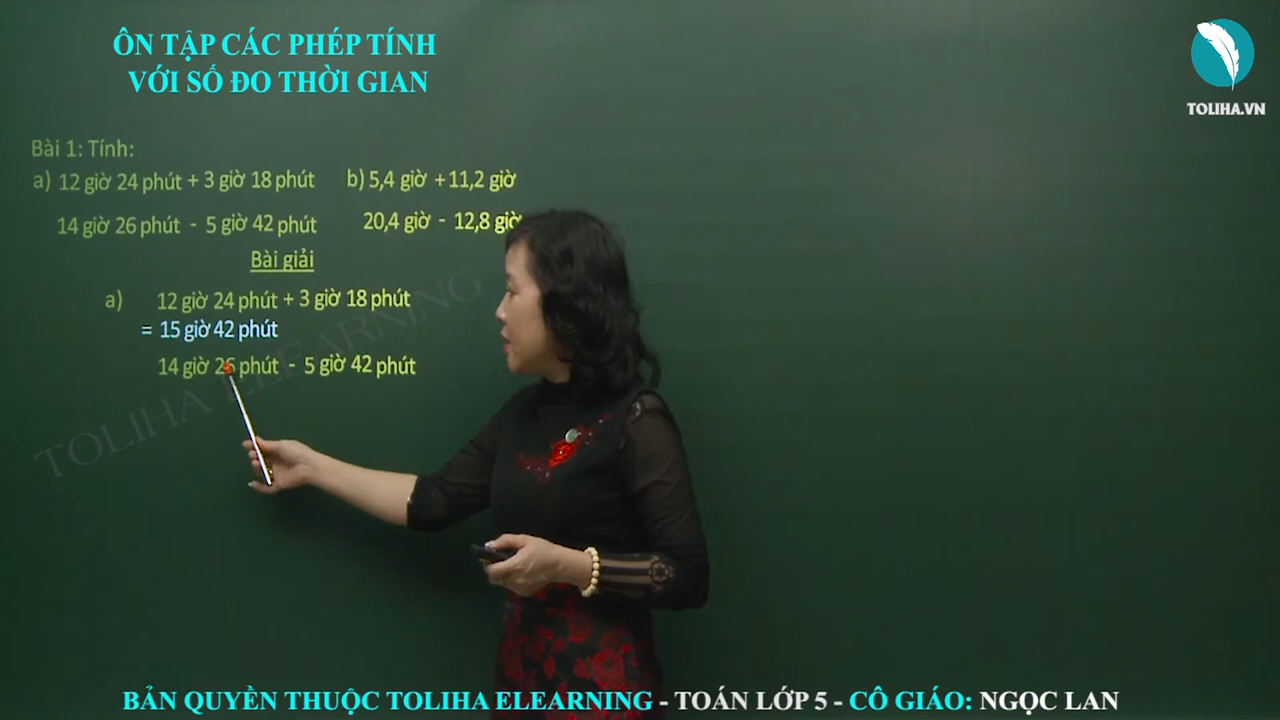 ÔN TẬP CÁC PHÉP TÍNH
VỚI SỐ ĐO THỜI GIAN
TOLIHA.VN
Bài 1: Tính:
a) 12 giờ 24 phút + 3 giờ 18 phút b) 5,4 giờ + 11,2 giờ
14 giờ 26 phút - 5 giờ 42 phút 20,4 giờ - 12,8 giờ
Bài giải
a) 12 giờ 24 phút + 3 giờ 18 phút
= 15 giờ 42 phút
14 giờ 26 phút - 5 giờ 42 phút
TOLIHA ELEARNING
BẢN QUYỀN THUỘC TOLIHA ELEARNING - TOÁN LỚP 5 - CÔ GIÁO: NGỌC LAN